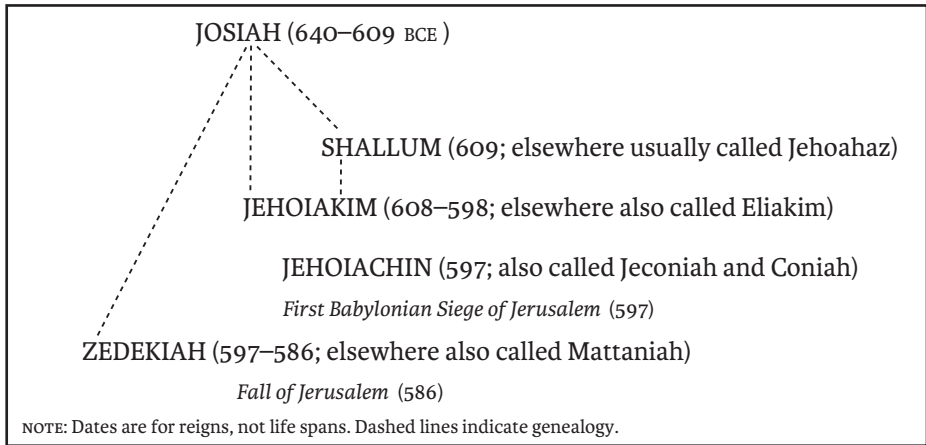 JOSIAH (640–609 BCE )
SHALLUM (609; elsewhere usually called Jehoahaz)
JEHOIAKIM (608–598; elsewhere also called Eliakim)
JEHOIACHIN (597; also called Jeconiah and Coniah)
First Babylonian Siege of Jerusalem (597)
ZEDEKIAH (597–586; elsewhere also called Mattaniah)
Fall of Jerusalem (586)
NOTE: Dates are for reigns, not life spans. Dashed lines indicate genealogy.